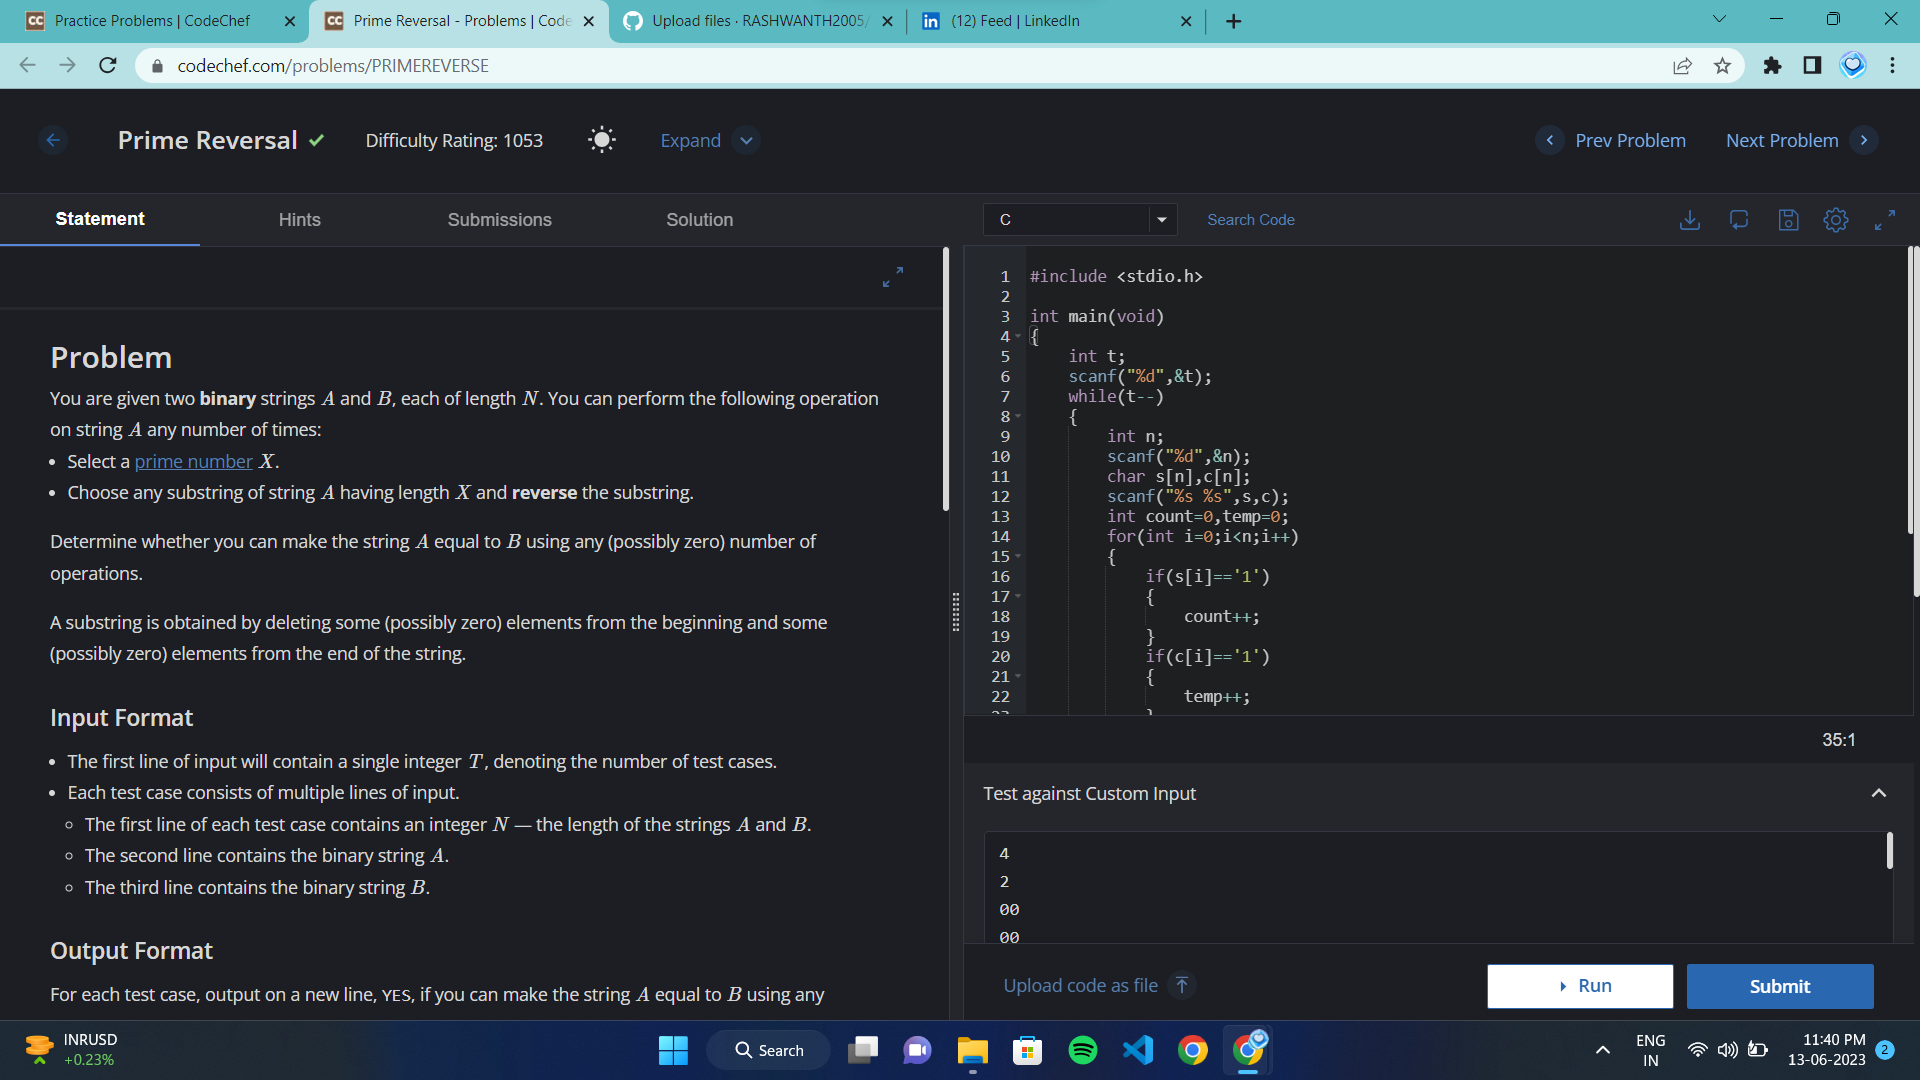 Practice Problems | CodeChef
Prime Reversal - Problems | Code
Upload files · RASHWANTH2005/
(12) Feed | LinkedIn
codechef.com/problems/PRIMEREVERSE
Prime Reversal
Difficulty Rating: 1053
Expand
Prev Problem
Next Problem
Statement
Hints
Submissions
Solution
C
Search Code
Problem
You are given two binary strings A and B, each of length N. You can perform the following operation
on string A any number of times:
• Select a prime number X.
• Choose any substring of string A having length X and reverse the substring.
Determine whether you can make the string A equal to B using any (possibly zero) number of
operations.
A substring is obtained by deleting some (possibly zero) elements from the beginning and some
(possibly zero) elements from the end of the string.
Input Format
• The first line of input will contain a single integer T, denoting the number of test cases.
• Each test case consists of multiple lines of input.
◦ The first line of each test case contains an integer N — the length of the strings A and B.
◦ The second line contains the binary string A.
◦ The third line contains the binary string B.
Output Format
For each test case, output on a new line, YES, if you can make the string A equal to B using any
1 #include <stdio.h>
2
3 int main(void)
4 {
5     int t;
6     scanf("%d",&t);
7     while(t--)
8     {
9         int n;
10         scanf("%d",&n);
11         char s[n],c[n];
12         scanf("%s %s",s,c);
13         int count=0,temp=0;
14         for(int i=0;i<n;i++)
15         {
16             if(s[i]=='1')
17             {
18                 count++;
19             }
20             if(c[i]=='1')
21             {
22                 temp++;
23             }
35:1
Test against Custom Input
4
2
00
00
Upload code as file
Run
Submit
INRUSD
+0.23%
Search
ENG
IN
11:40 PM
13-06-2023
2